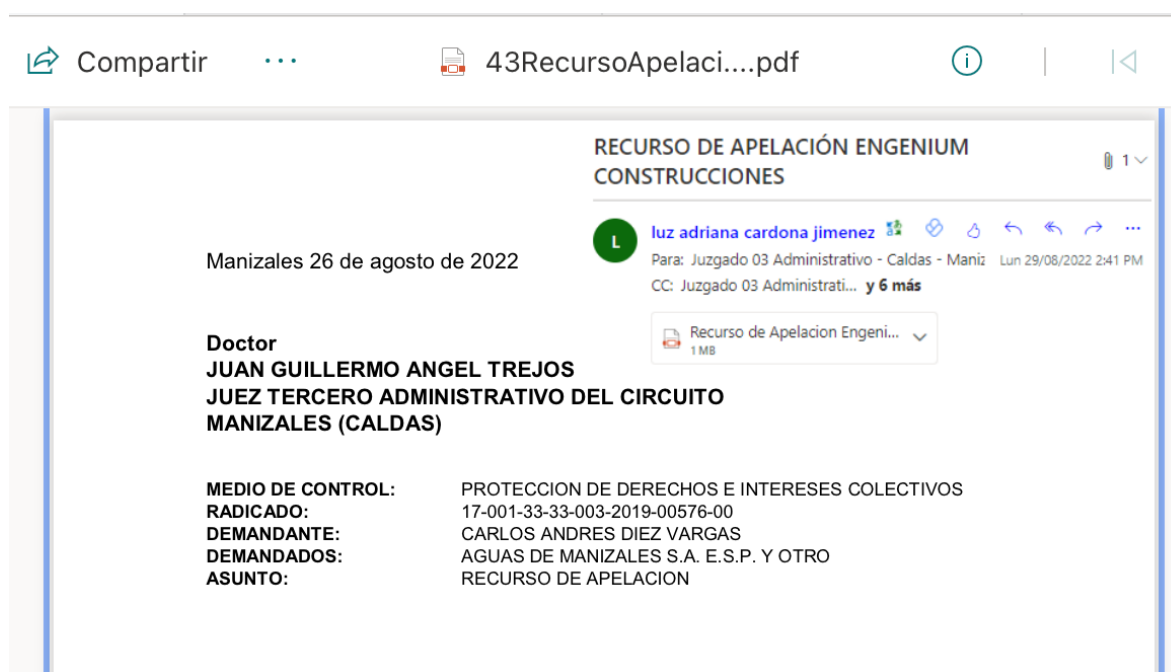 Compartir ... 43RecursoApelaci....pdf
RECURSO DE APELACIÓN ENGENIUM
CONSTRUCCIONES
1
L
luz adriana cardona jimenez
Para: Juzgado 03 Administrativo - Caldas - Maniz Lun 29/08/2022 2:41 PM
CC: Juzgado 03 Administrati... y 6 más
Recurso de Apelacion Engeni...
1 MB
Manizales 26 de agosto de 2022
Doctor
JUAN GUILLERMO ANGEL TREJOS
JUEZ TERCERO ADMINISTRATIVO DEL CIRCUITO
MANIZALES (CALDAS)
MEDIO DE CONTROL: PROTECCION DE DERECHOS E INTERESES COLECTIVOS
RADICADO: 17-001-33-33-003-2019-00576-00
DEMANDANTE: CARLOS ANDRES DIEZ VARGAS
DEMANDADOS: AGUAS DE MANIZALES S.A. E.S.P. Y OTRO
ASUNTO: RECURSO DE APELACION